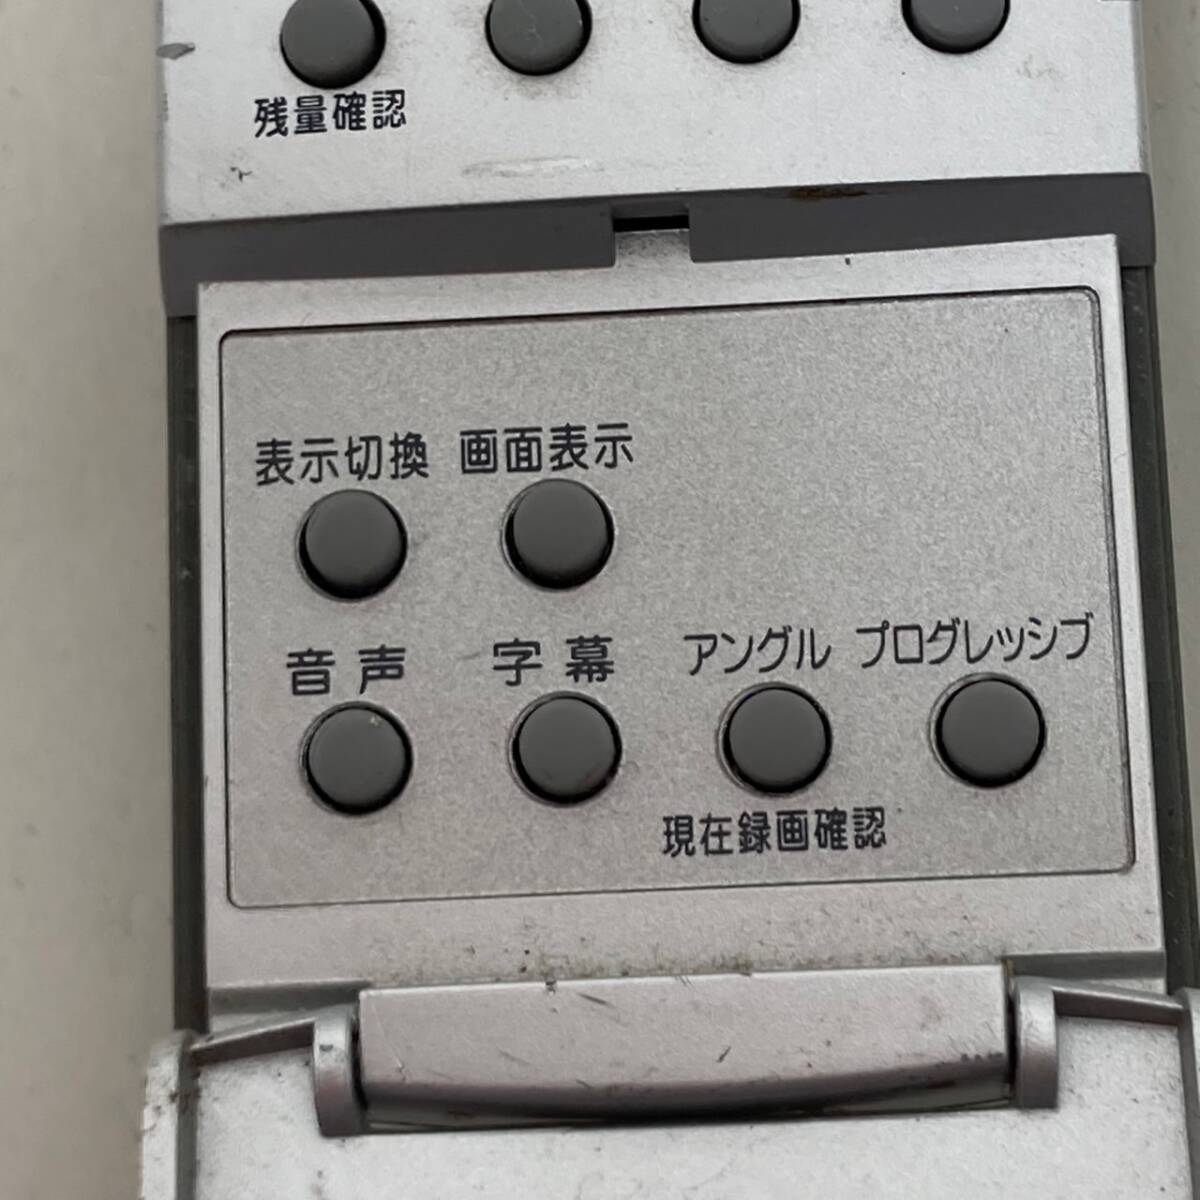 残量確認
表示切換 画面表示
音声 字幕 アングル プログレッシブ
現在録画確認